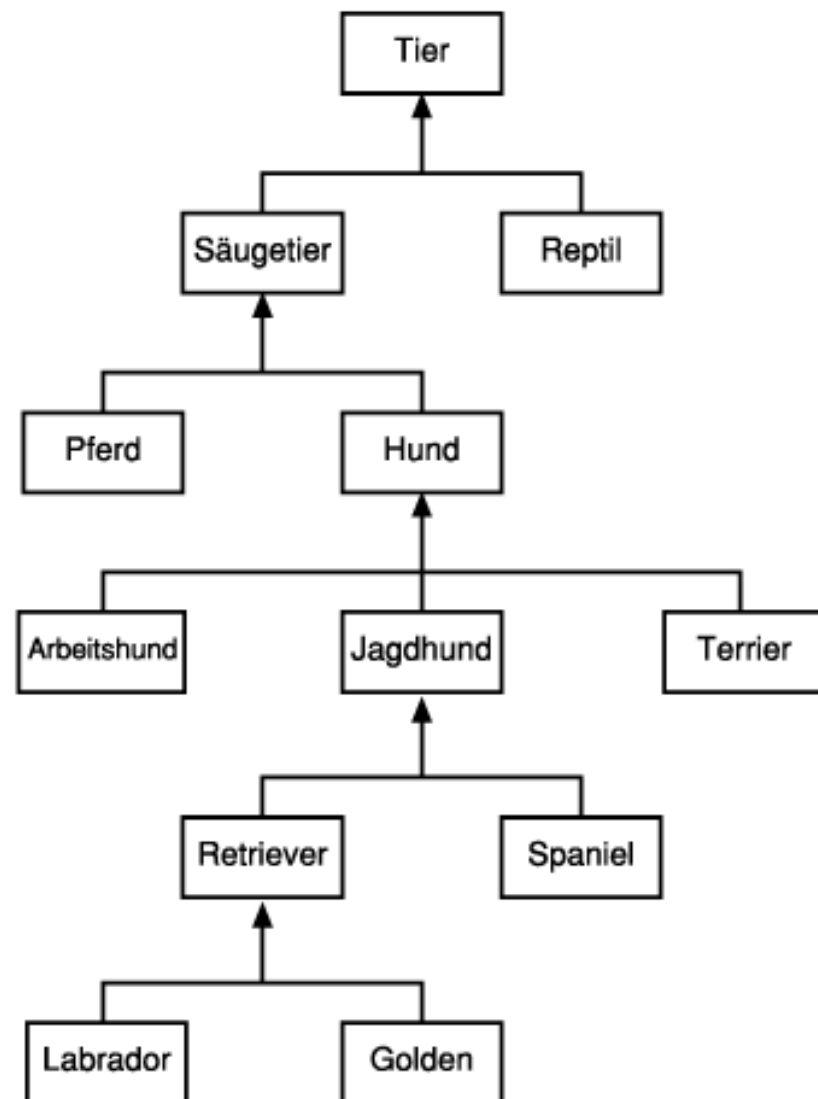 Tier
Säugetier
Reptil
Pferd
Hund
Arbeitshund
Jagdhund
Terrier
Retriever
Spaniel
Labrador
Golden